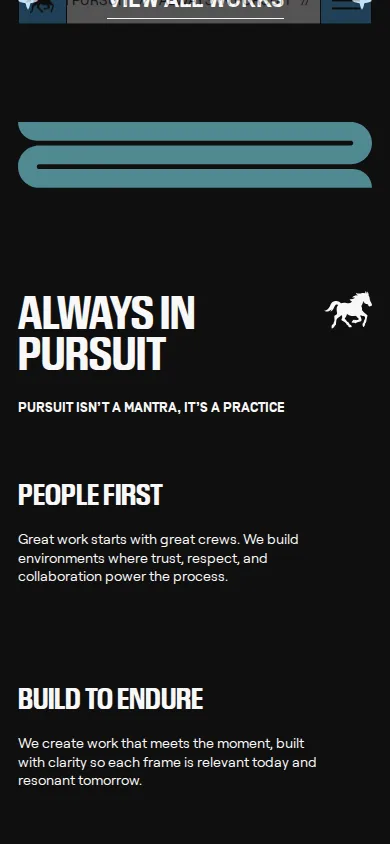 VIEW ALL WORKS
ALWAYS IN
PURSUIT
PURSUIT ISN'T A MANTRA, IT'S A PRACTICE
PEOPLE FIRST
Great work starts with great crews. We build
environments where trust, respect, and
collaboration power the process.
BUILD TO ENDURE
We create work that meets the moment, built
with clarity so each frame is relevant today and
resonant tomorrow.